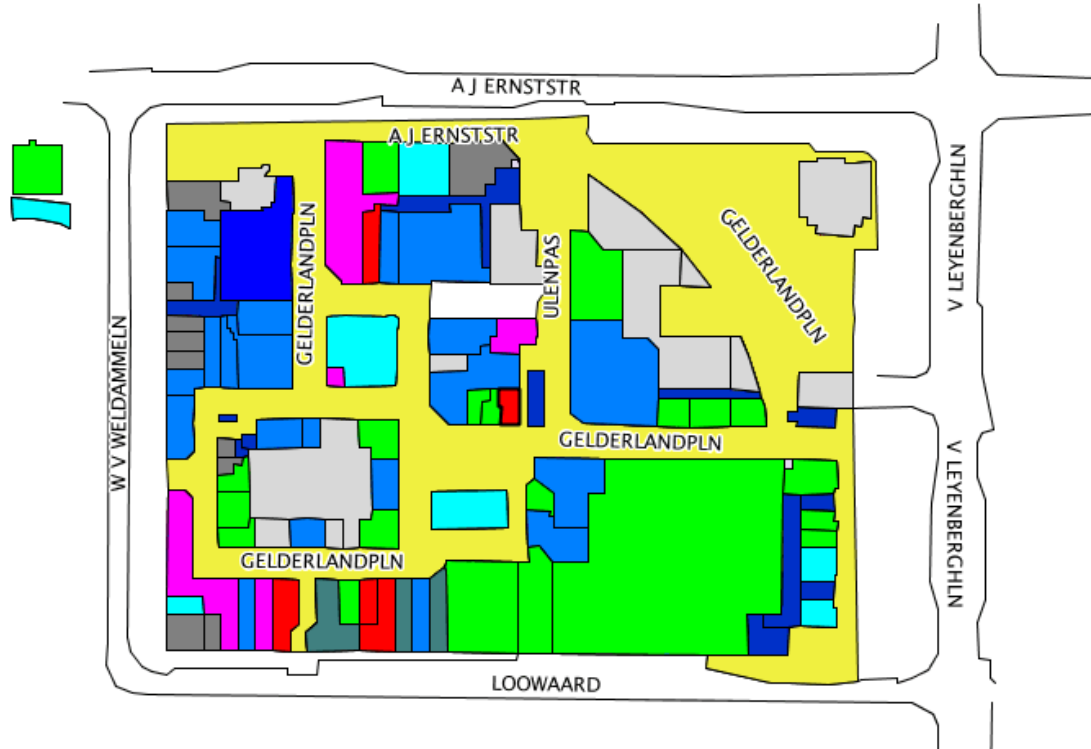 A J ERNSTSTR
A J ERNSTSTR
V LEYENBERGHLN
GELDERLANDPLN
GELDERLANDPLN
ULENPAS
W V WELDAMMELN
GELDERLANDPLN
V LEYENBERGHLN
GELDERLANDPLN
LOOWAARD